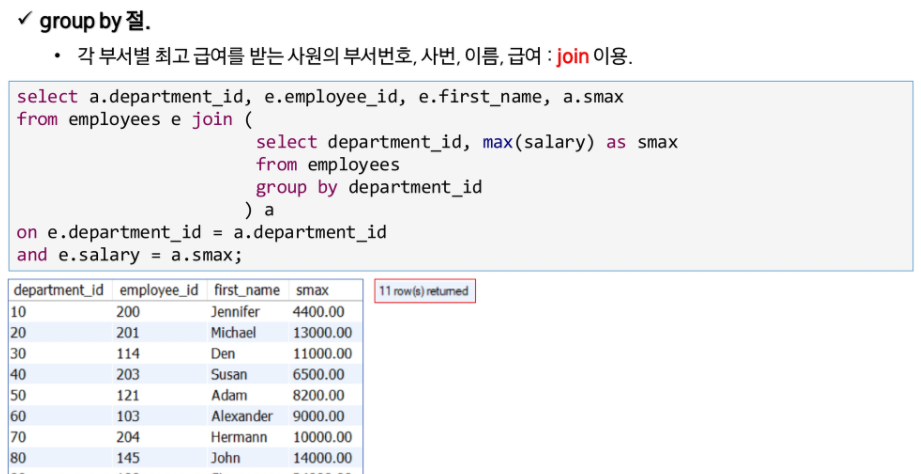 ✓ group by 절.
• 각 부서별 최고 급여를 받는 사원의 부서번호, 사번, 이름, 급여 : join 이용.
select a.department_id, e.employee_id, e.first_name, a.smax
from employees e join (
select department_id, max(salary) as smax
from employees
group by department_id
) a
on e.department_id = a.department_id
and e.salary = a.smax;
department_id employee_id first_name smax 11 row(s) returned
10 200 Jennifer 4400.00
20 201 Michael 13000.00
30 114 Den 11000.00
40 203 Susan 6500.00
50 121 Adam 8200.00
60 103 Alexander 9000.00
70 204 Hermann 10000.00
80 145 John 14000.00